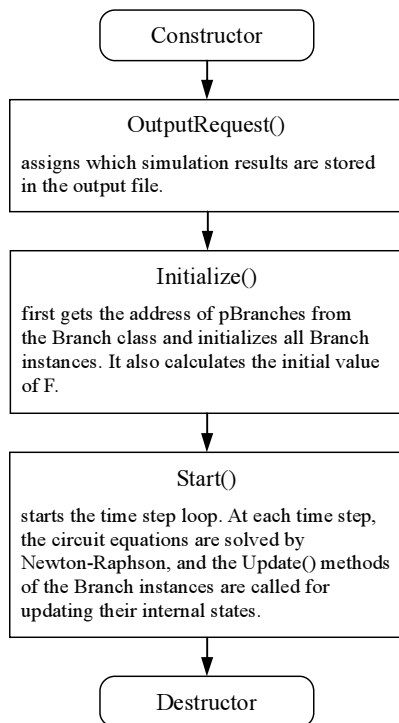 Constructor
OutputRequest()
assigns which simulation results are stored
in the output file.
Initialize()
first gets the address of pBranches from
the Branch class and initializes all Branch
instances. It also calculates the initial value
of F.
Start()
starts the time step loop. At each time step,
the circuit equations are solved by
Newton-Raphson, and the Update() methods
of the Branch instances are called for
updating their internal states.
Destructor